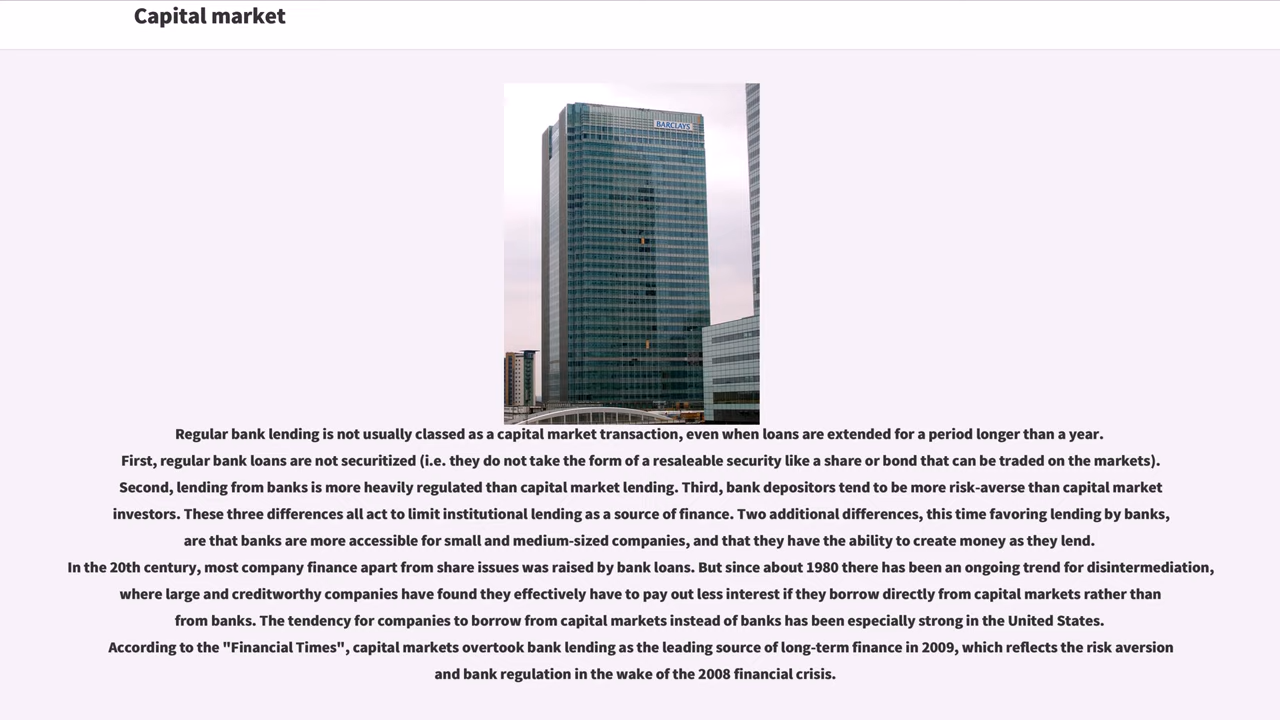 Capital market
BARCLAYS
Regular bank lending is not usually classed as a capital market transaction, even when loans are extended for a period longer than a year.
First, regular bank loans are not securitized (i.e. they do not take the form of a resaleable security like a share or bond that can be traded on the markets).
Second, lending from banks is more heavily regulated than capital market lending. Third, bank depositors tend to be more risk-averse than capital market
investors. These three differences all act to limit institutional lending as a source of finance. Two additional differences, this time favoring lending by banks,
are that banks are more accessible for small and medium-sized companies, and that they have the ability to create money as they lend.
In the 20th century, most company finance apart from share issues was raised by bank loans. But since about 1980 there has been an ongoing trend for disintermediation,
where large and creditworthy companies have found they effectively have to pay out less interest if they borrow directly from capital markets rather than
from banks. The tendency for companies to borrow from capital markets instead of banks has been especially strong in the United States.
According to the "Financial Times", capital markets overtook bank lending as the leading source of long-term finance in 2009, which reflects the risk aversion
and bank regulation in the wake of the 2008 financial crisis.